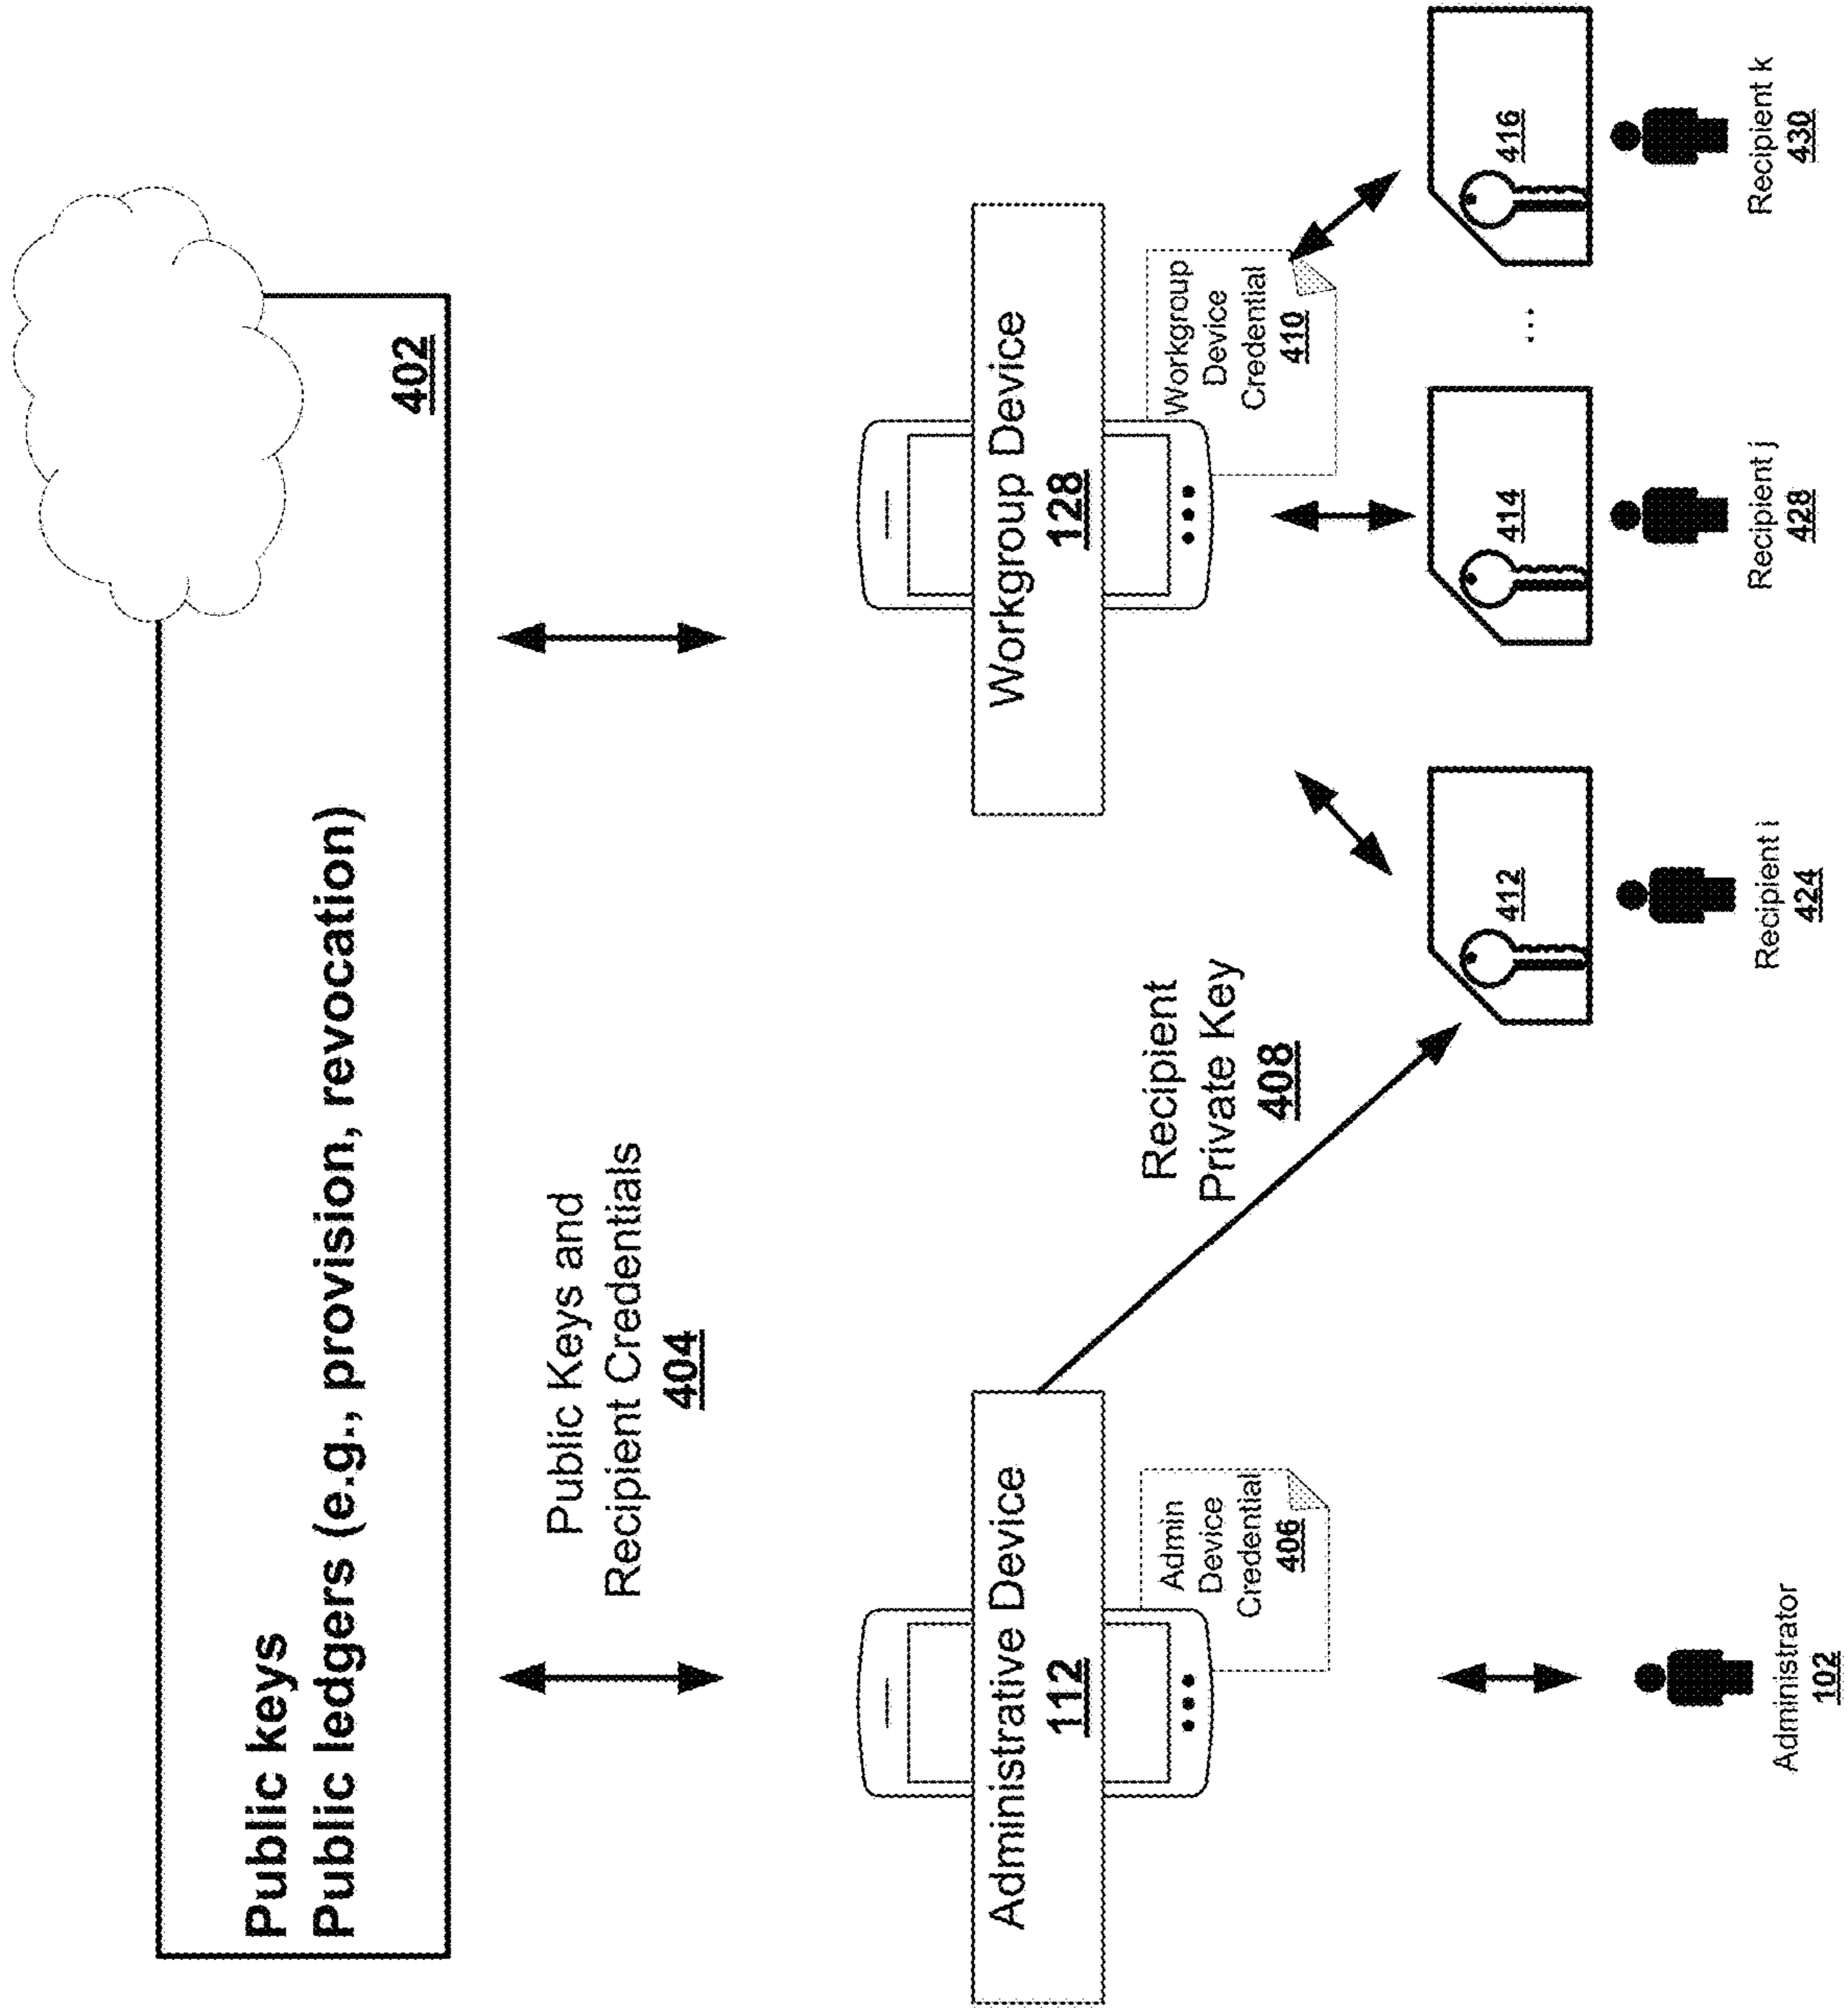 Public keys
Public ledgers (e.g., provision, revocation)
402
Public Keys and
Recipient Credentials
404
Administrative Device
112
Admin
Device
Credential
406
Workgroup Device
128
Workgroup
Device
Credential
410
Recipient
Private Key
408
412
414
...
416
Administrator
102
Recipient i
424
Recipient j
428
Recipient k
430